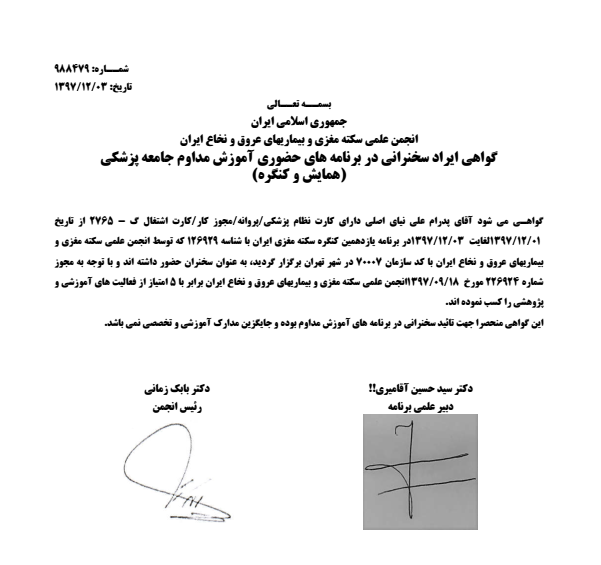 شمــــاره: ۹۸۸۴۷۹
تاریخ: ۱۳۹۷/۱۲/۰۳
بسمــه تعــالی
جمهوری اسلامی ایران
انجمن علمی سکته مغزی و بیماریهای عروق و نخاع ایران
گواهی ایراد سخنرانی در برنامه های حضوری آموزش مداوم جامعه پزشکی
(همایش و کنگره)
گواهــی می شود آقای پدرام علی نیای اصلی دارای کارت نظام پزشکی/پروانه/مجوز کار/کارت اشتغال گ – ۲۷۶۵ از تاریخ
۱۳۹۷/۱۲/۰۱ لغایت ۱۳۹۷/۱۲/۰۳در برنامه یازدهمین کنگره سکته مغزی ایران با شناسه ۱۲۶۹۲۹ که توسط انجمن علمی سکته مغزی و
بیماریهای عروق و نخاع ایران با کد سازمان ۷۰۰۰۷ در شهر تهران برگزار گردید، به عنوان سخنران حضور داشته اند و با توجه به مجوز
شماره ۲۲۶۹۲۴ مورخ ۱۳۹۷/۰۹/۱۸انجمن علمی سکته مغزی و بیماریهای عروق و نخاع ایران برابر با ۵ امتیاز از فعالیت های آموزشی و
پژوهشی را کسب نموده اند.
این گواهی منحصرا جهت تائید سخنرانی در برنامه های آموزش مداوم بوده و جایگزین مدارک آموزشی و تخصصی نمی باشد.
دکتر سید حسین آقامیری!!
دبیر علمی برنامه
دکتر بابک زمانی
رئیس انجمن